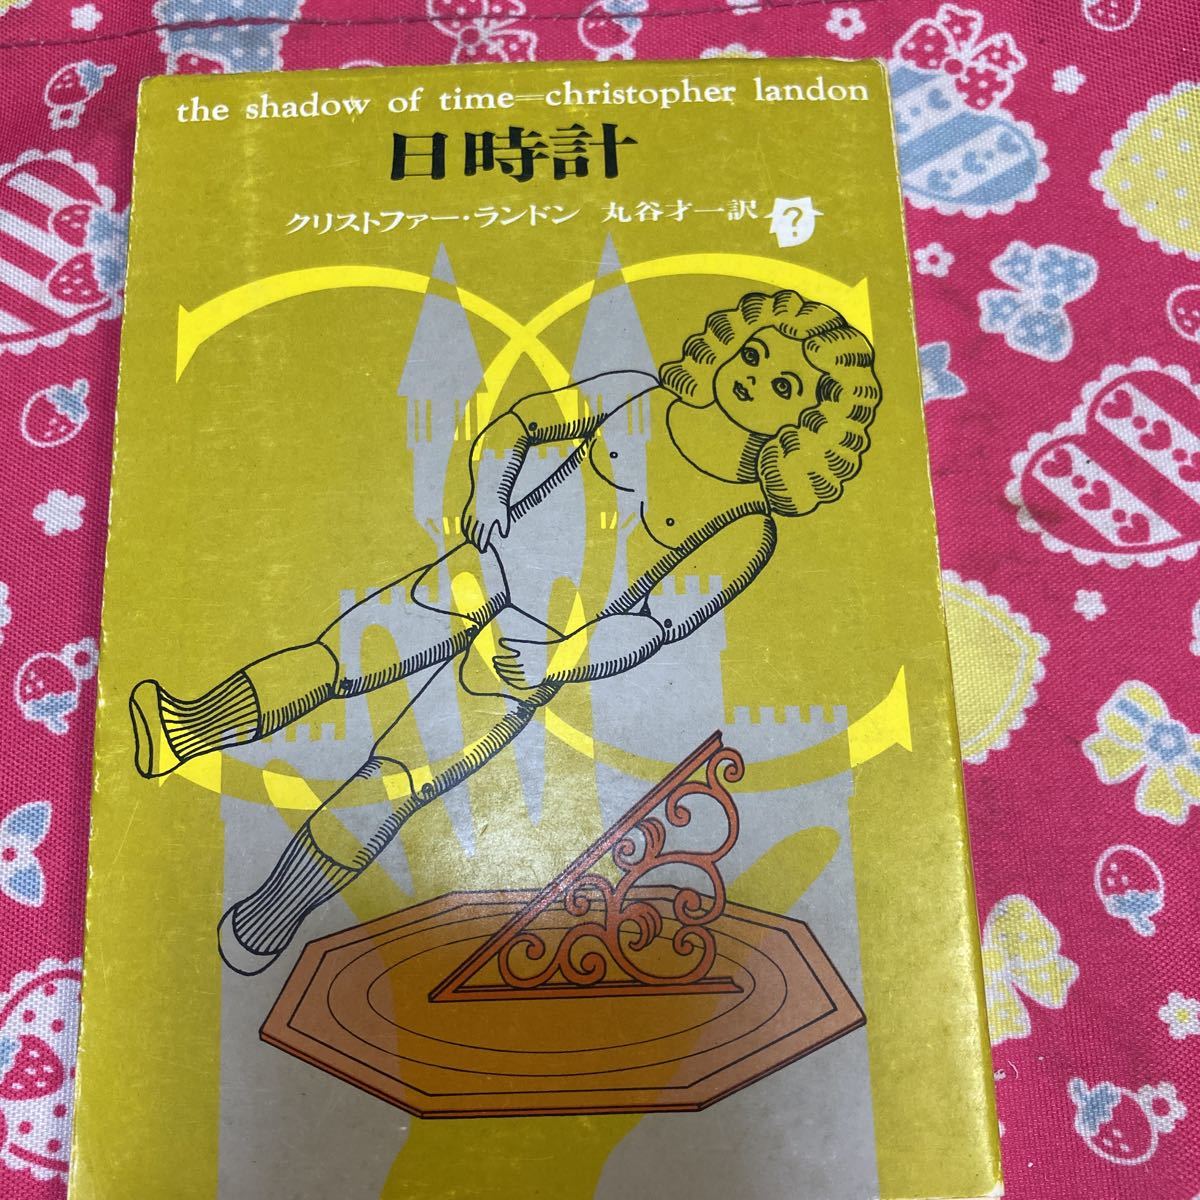 the shadow of time=christopher landon
日時計
クリストファー・ランドン 丸谷才一訳 ?